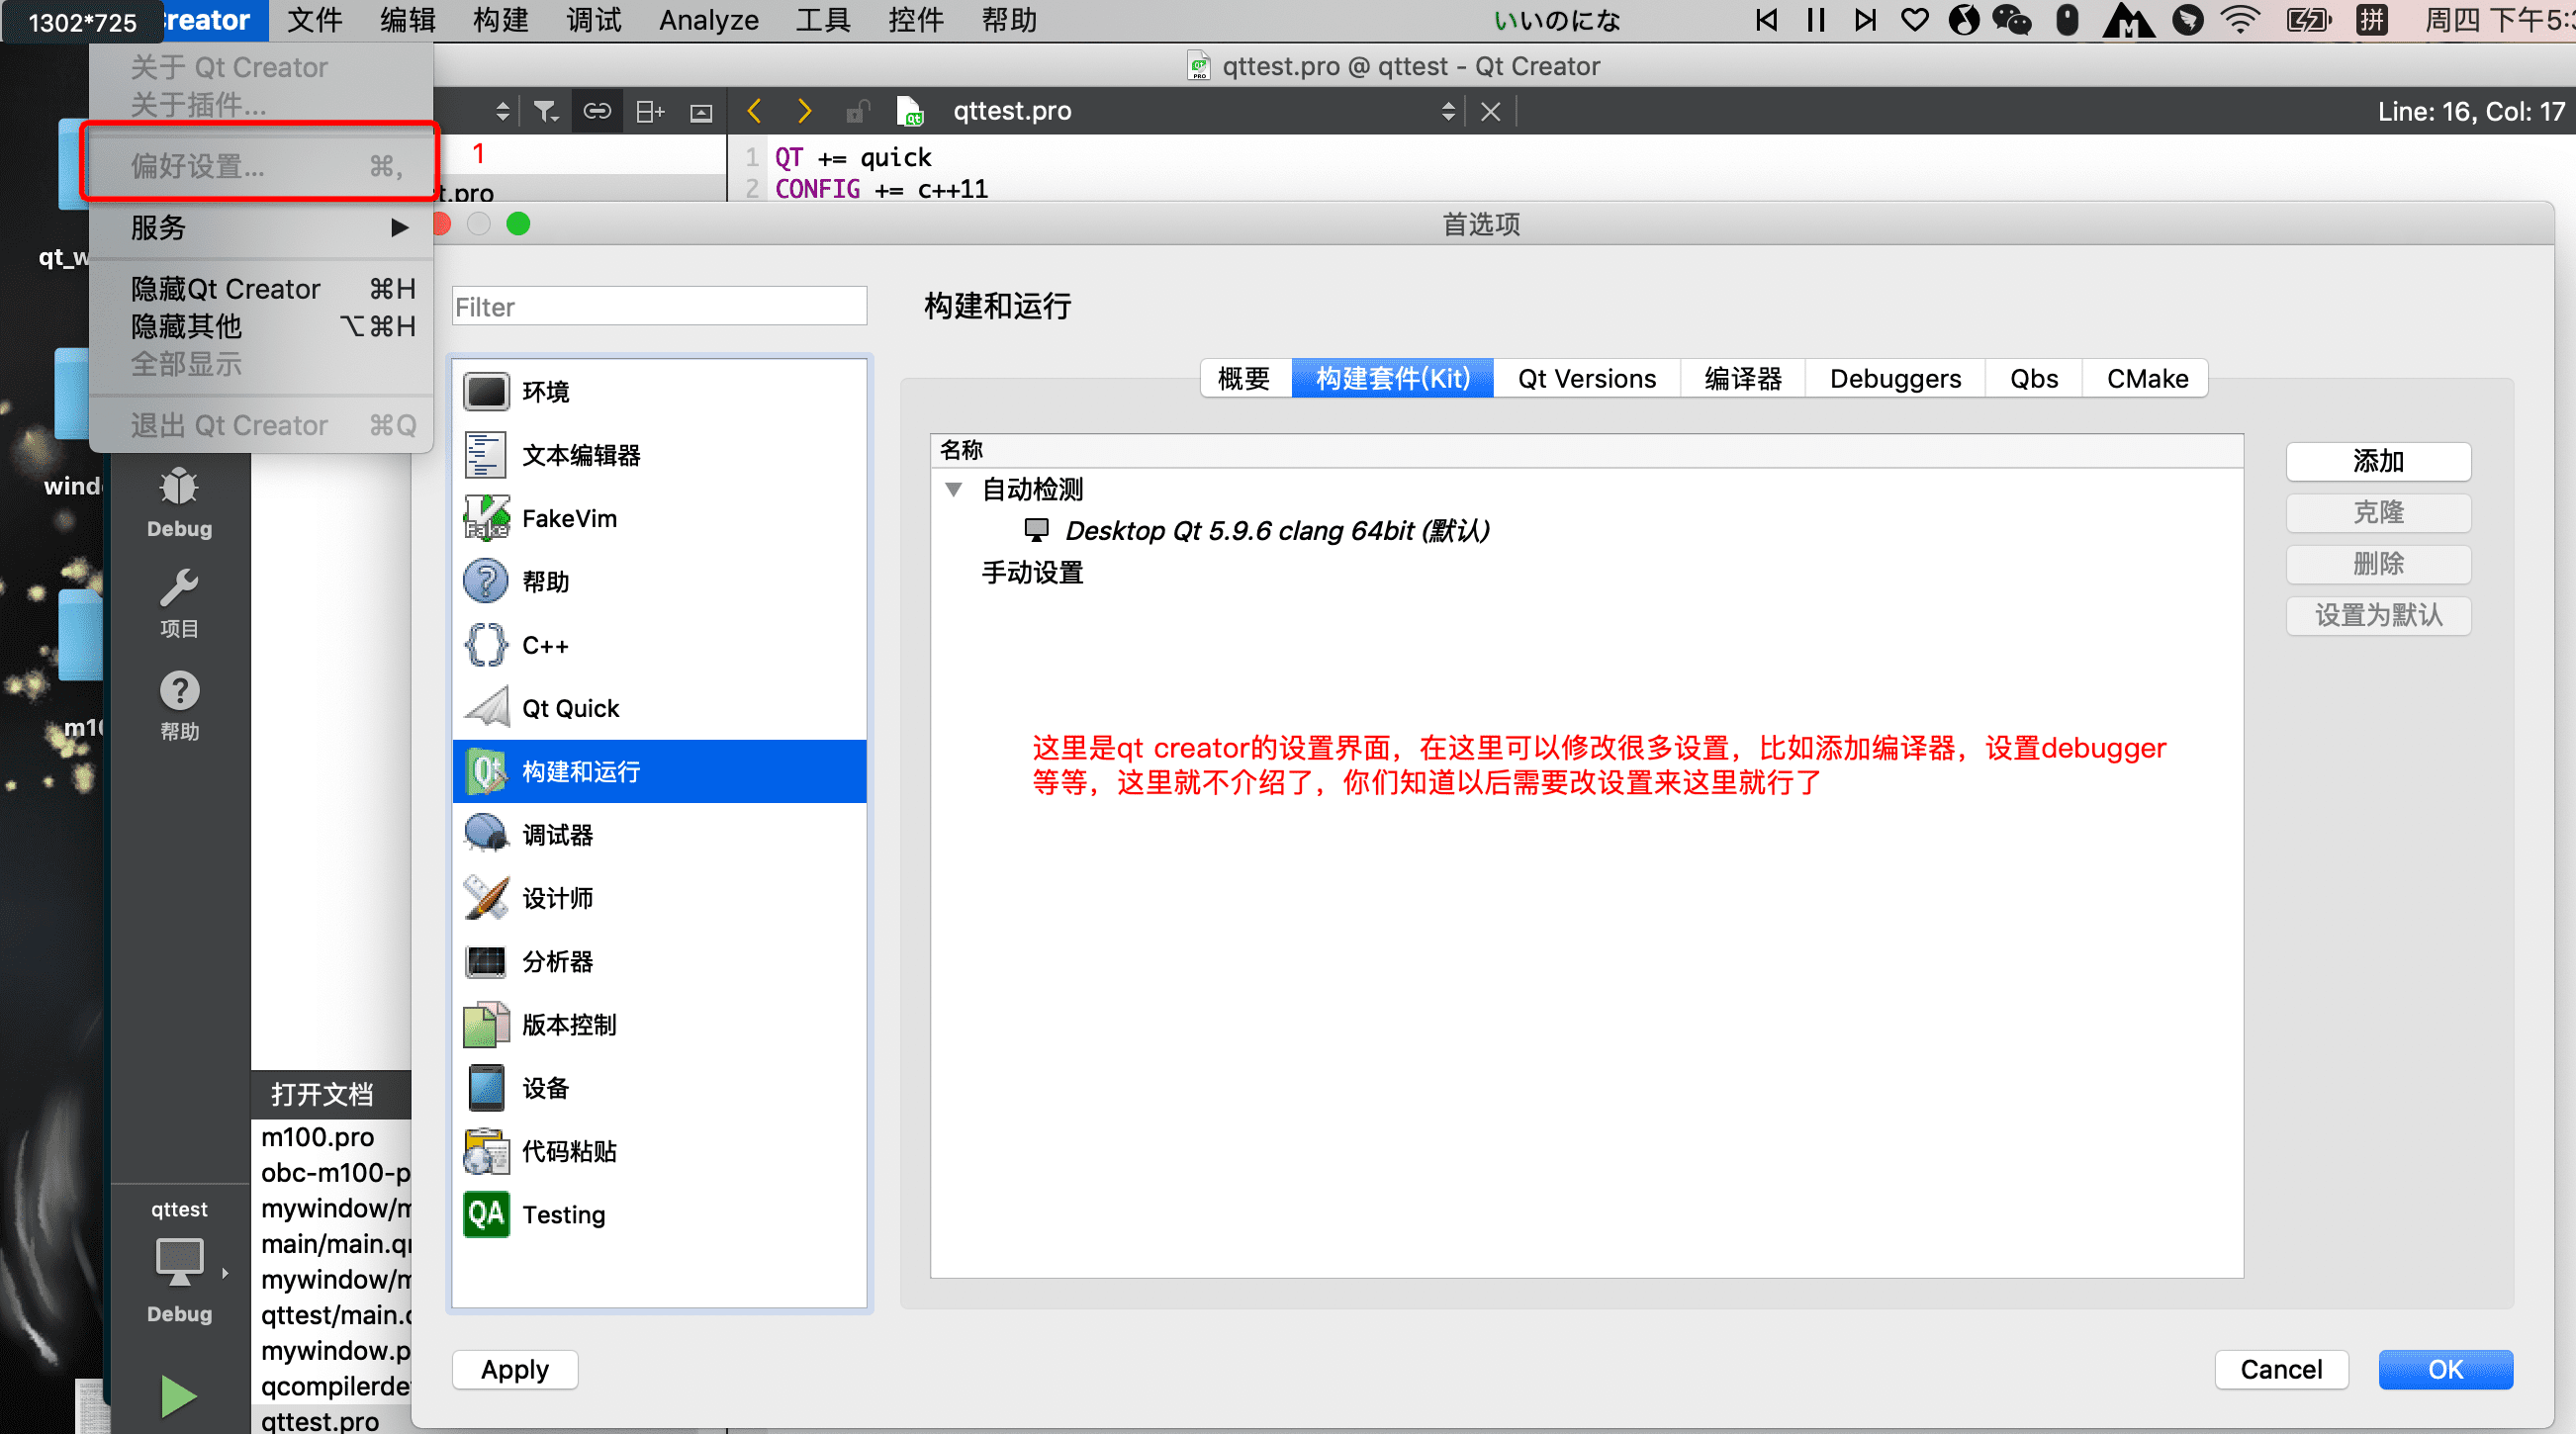 1302*725
reator 文件 编辑 构建 调试 Analyze 工具 控件 帮助 いいのにな 拼 周四 下午5:3
关于 Qt Creator
关于插件...
偏好设置... ⌘,
服务
隐藏Qt Creator ⌘H
隐藏其他 ⌥⌘H
全部显示
退出 Qt Creator ⌘Q
1
qttest.pro @ qttest - Qt Creator
qttest.pro
Line: 16, Col: 17
1 QT += quick
2 CONFIG += c++11
t.pro
qt_w
wind
m10
Debug
项目
帮助
qttest
Debug
打开文档
m100.pro
obc-m100-p
mywindow/m
main/main.q
mywindow/m
qttest/main.c
mywindow.p
qcompilerde
qttest.pro
首选项
Filter
环境
文本编辑器
FakeVim
帮助
C++
Qt Quick
构建和运行
调试器
设计师
分析器
版本控制
设备
代码粘贴
QA Testing
构建和运行
概要 构建套件(Kit) Qt Versions 编译器 Debuggers Qbs CMake
名称
自动检测
Desktop Qt 5.9.6 clang 64bit (默认)
手动设置
这里是qt creator的设置界面，在这里可以修改很多设置，比如添加编译器，设置debugger
等等，这里就不介绍了，你们知道以后需要改设置来这里就行了
添加
克隆
删除
设置为默认
Apply
Cancel
OK